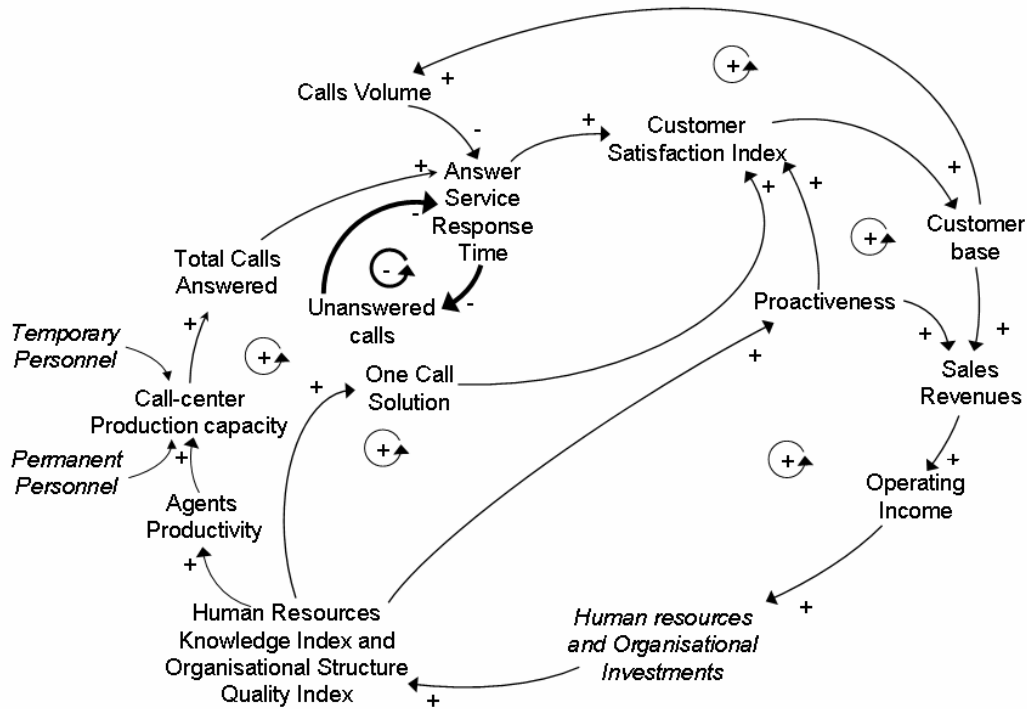 Calls Volume
+
+
-
+
Customer
Satisfaction Index
+
Answer
Service
Response
Time
-
-
-
+
+
+
Customer
base
+
Total Calls
Answered
Unanswered
calls
Proactiveness
+
+
+
+
Temporary
Personnel
+
+
One Call
Solution
Sales
Revenues
Call-center
Production capacity
+
+
+
Permanent
Personnel
+
Operating
Income
Agents
Productivity
+
Human Resources
Knowledge Index and
Organisational Structure
Quality Index
+
Human resources
and Organisational
Investments
+